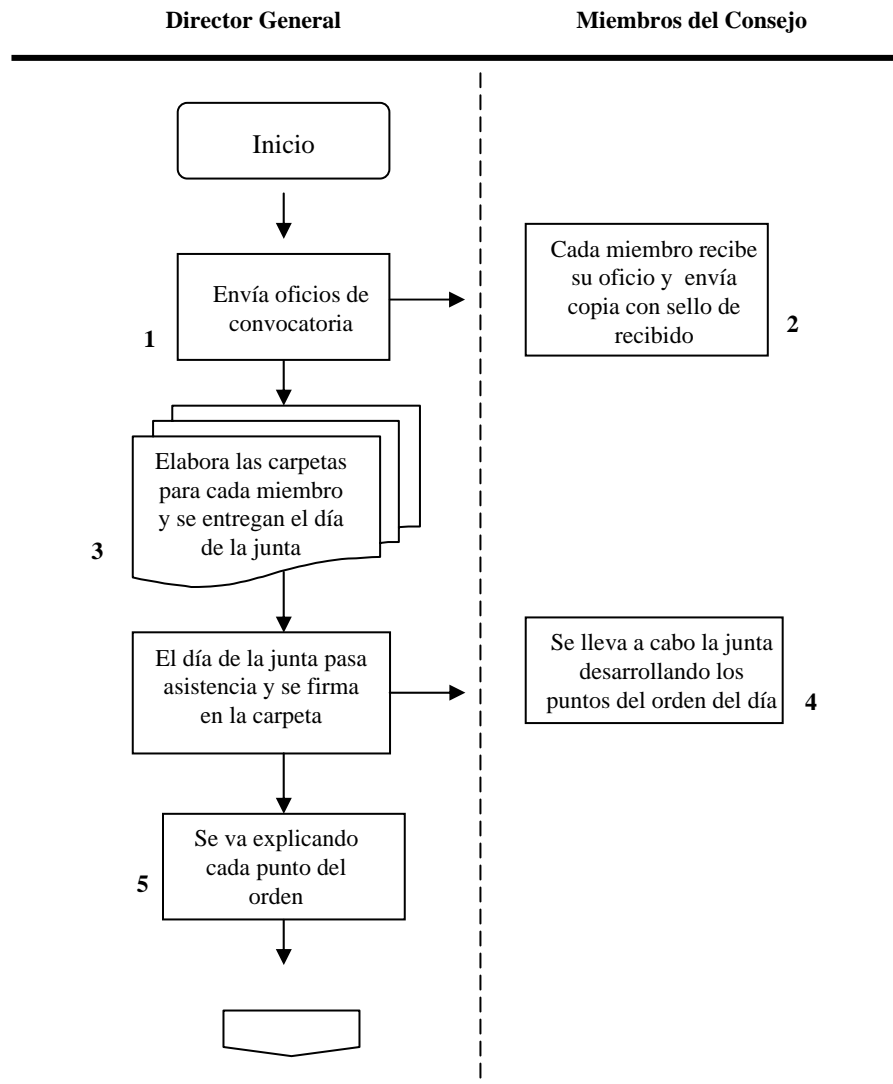 Director General
Miembros del Consejo
Inicio
Envía oficios de
convocatoria
1
Cada miembro recibe
su oficio y envía
copia con sello de
recibido
2
Elabora las carpetas
para cada miembro
y se entregan el día
de la junta
3
El día de la junta pasa
asistencia y se firma
en la carpeta
Se lleva a cabo la junta
desarrollando los
puntos del orden del día
4
Se va explicando
cada punto del
orden
5